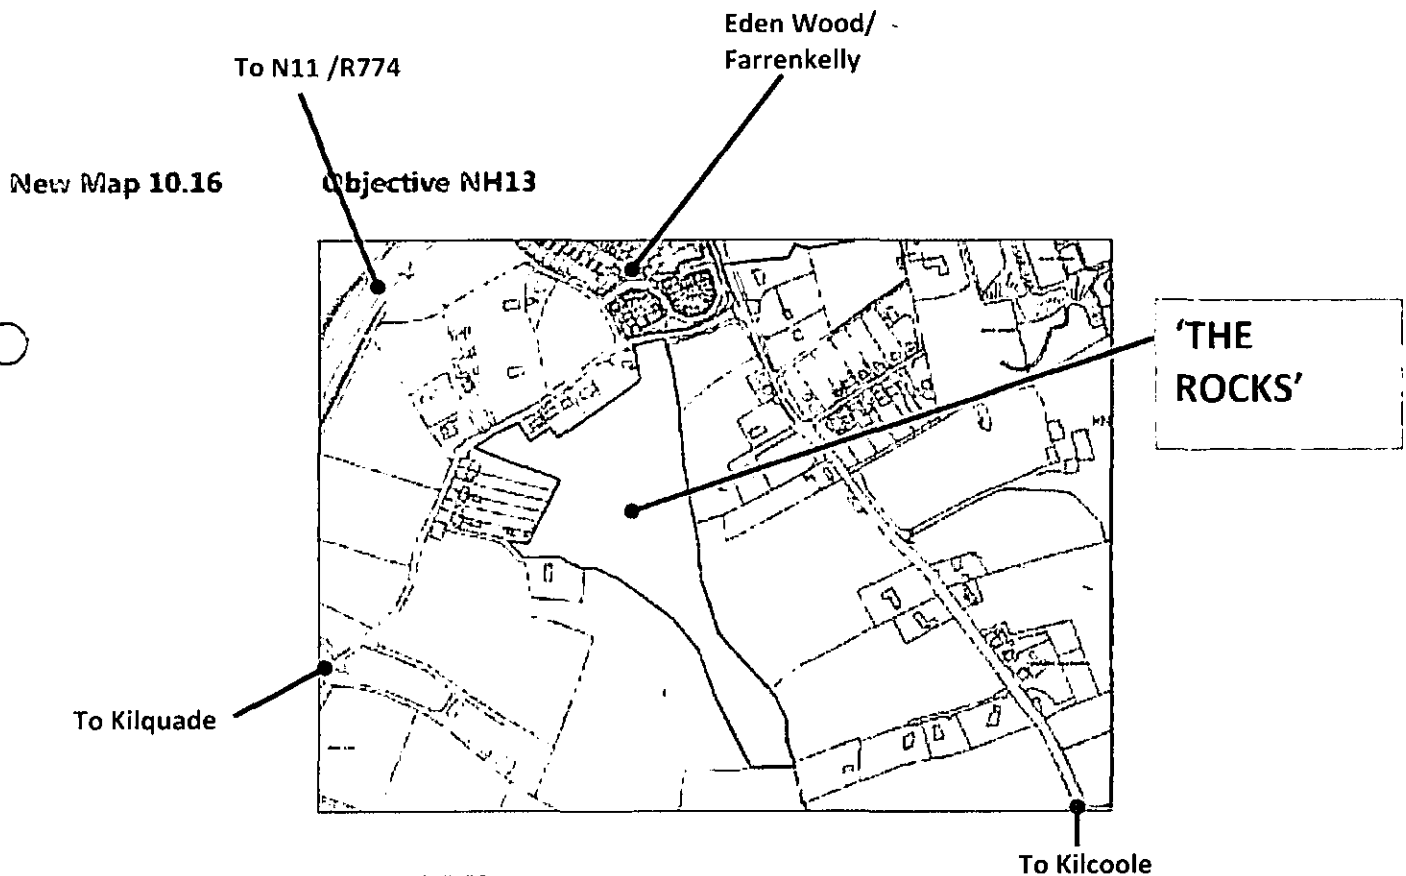 Eden Wood/
Farrenkelly
To N11 /R774
New Map 10.16 Objective NH13
'THE
ROCKS'
To Kilquade
To Kilcoole